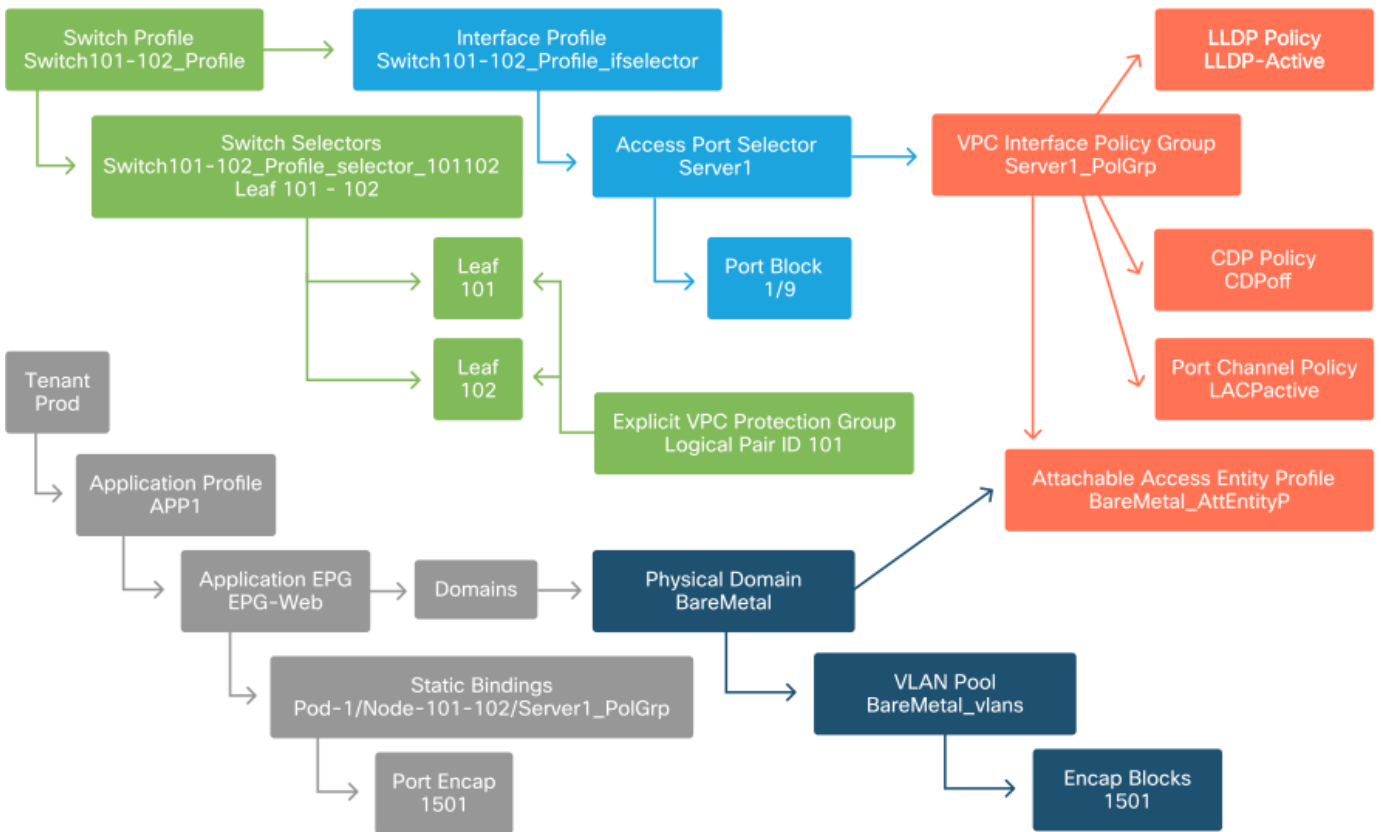 Switch Profile
Switch101-102_Profile
Interface Profile
Switch101-102_Profile_ifselector
LLDP Policy
LLDP-Active
Switch Selectors
Switch101-102_Profile_selector_101102
Leaf 101 - 102
Access Port Selector
Server1
VPC Interface Policy Group
Server1_PolGrp
Leaf
101
Port Block
1/9
CDP Policy
CDPoff
Tenant
Prod
Leaf
102
Port Channel Policy
LACPactive
Explicit VPC Protection Group
Logical Pair ID 101
Application Profile
APP1
Attachable Access Entity Profile
BareMetal_AttEntityP
Application EPG
EPG-Web
Domains
Physical Domain
BareMetal
Static Bindings
Pod-1/Node-101-102/Server1_PolGrp
VLAN Pool
BareMetal_vlans
Port Encap
1501
Encap Blocks
1501